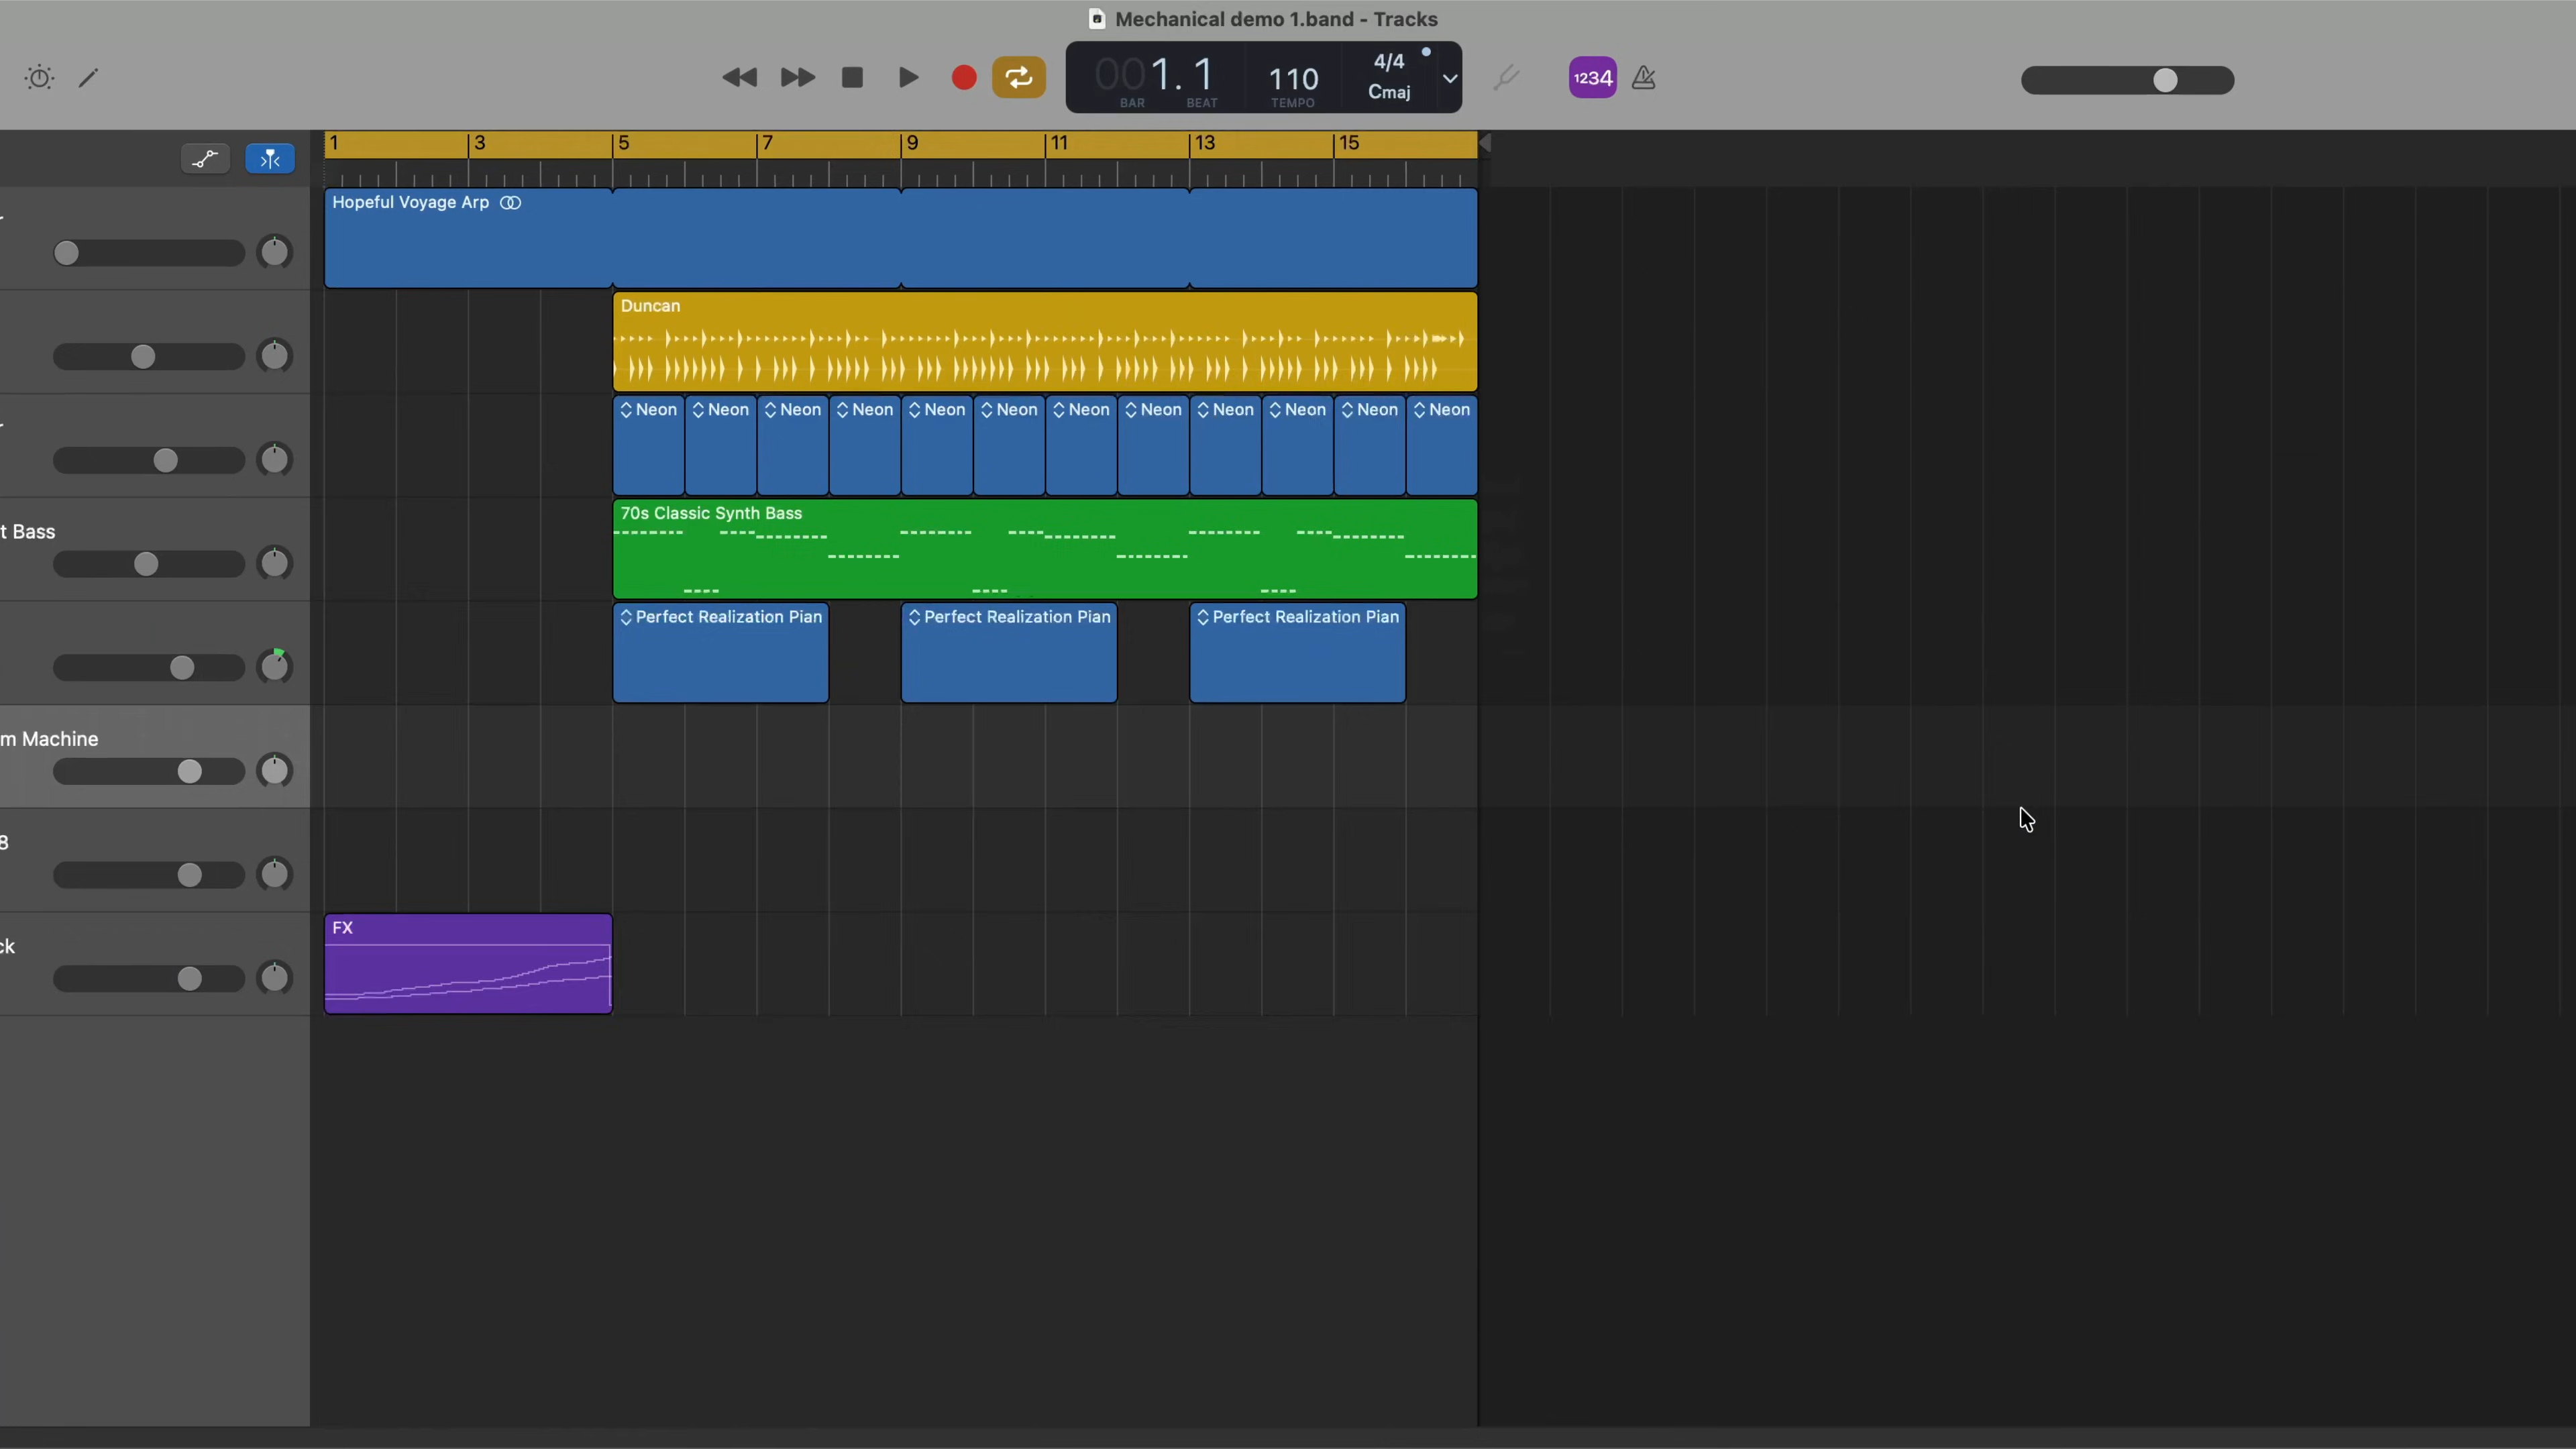 Mechanical demo 1.band - Tracks
001. 1
BAR
BEAT
110
TEMPO
4/4
Cmaj
1234
1 3 5 7 9 11 13 15
Hopeful Voyage Arp
Duncan
Neon Neon Neon Neon Neon Neon Neon Neon Neon Neon Neon Neon
t Bass
70s Classic Synth Bass
Perfect Realization Pian Perfect Realization Pian Perfect Realization Pian
m Machine
8
FX
ck